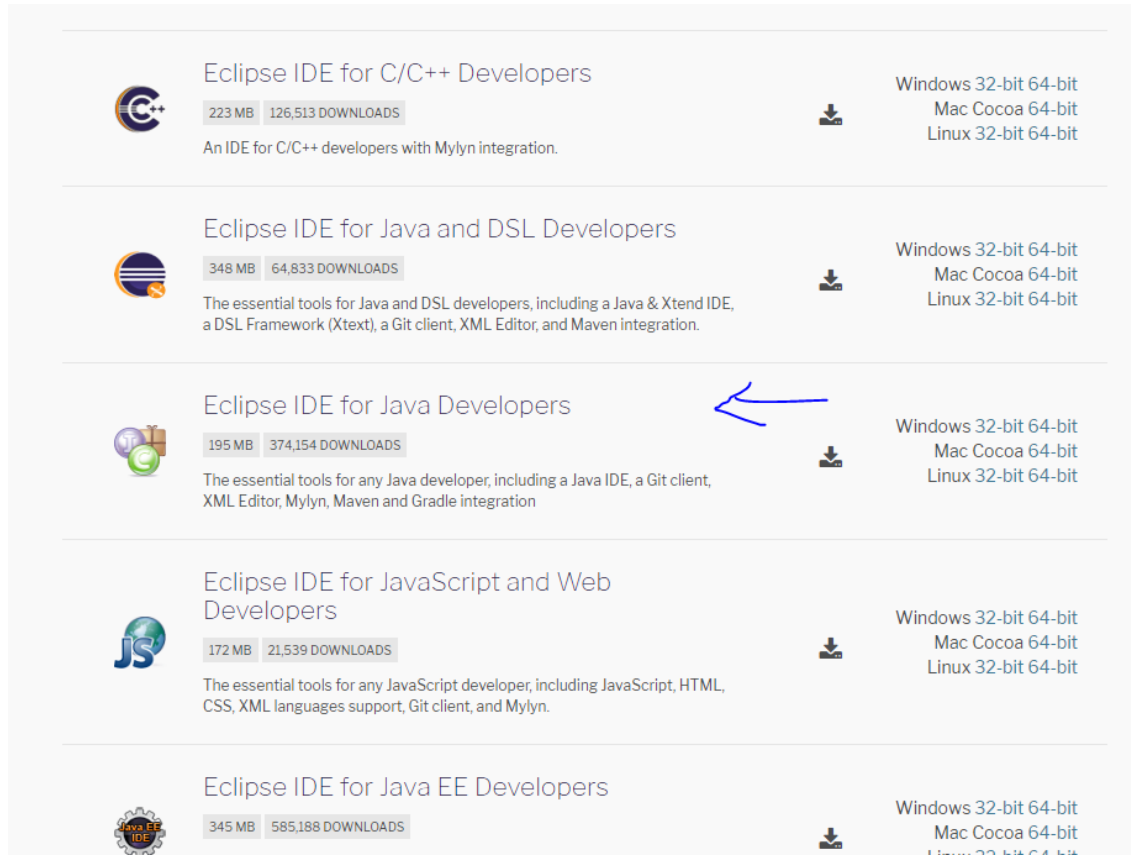 Eclipse IDE for C/C++ Developers
223 MB 126,513 DOWNLOADS
An IDE for C/C++ developers with Mylyn integration.
Windows 32-bit 64-bit
Mac Cocoa 64-bit
Linux 32-bit 64-bit
C++
Eclipse IDE for Java and DSL Developers
348 MB 64,833 DOWNLOADS
The essential tools for Java and DSL developers, including a Java & Xtend IDE,
a DSL Framework (Xtext), a Git client, XML Editor, and Maven integration.
Windows 32-bit 64-bit
Mac Cocoa 64-bit
Linux 32-bit 64-bit
Eclipse IDE for Java Developers
195 MB 374,154 DOWNLOADS
The essential tools for any Java developer, including a Java IDE, a Git client,
XML Editor, Mylyn, Maven and Gradle integration
Windows 32-bit 64-bit
Mac Cocoa 64-bit
Linux 32-bit 64-bit
J
C
Eclipse IDE for JavaScript and Web
Developers
172 MB 21,539 DOWNLOADS
The essential tools for any JavaScript developer, including JavaScript, HTML,
CSS, XML languages support, Git client, and Mylyn.
Windows 32-bit 64-bit
Mac Cocoa 64-bit
Linux 32-bit 64-bit
JS
Eclipse IDE for Java EE Developers
345 MB 585,188 DOWNLOADS
Windows 32-bit 64-bit
Mac Cocoa 64-bit
Linux 32-bit 64-bit
Java EE
IDE